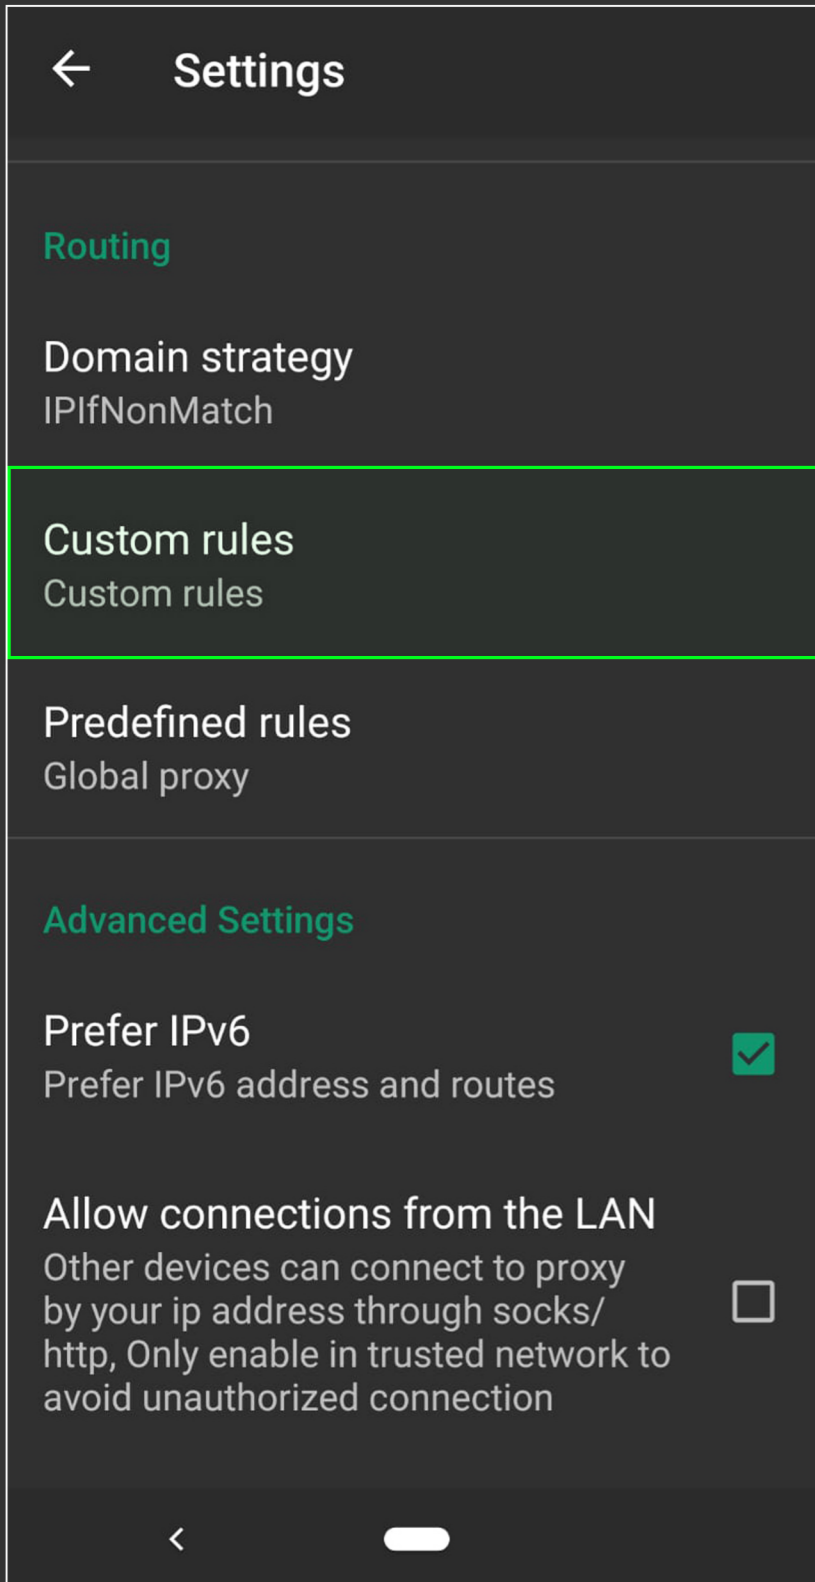 Settings
Routing
Domain strategy
IPIfNonMatch
Custom rules
Custom rules
Predefined rules
Global proxy
Advanced Settings
Prefer IPv6
Prefer IPv6 address and routes
Allow connections from the LAN
Other devices can connect to proxy
by your ip address through socks/
http, Only enable in trusted network to
avoid unauthorized connection